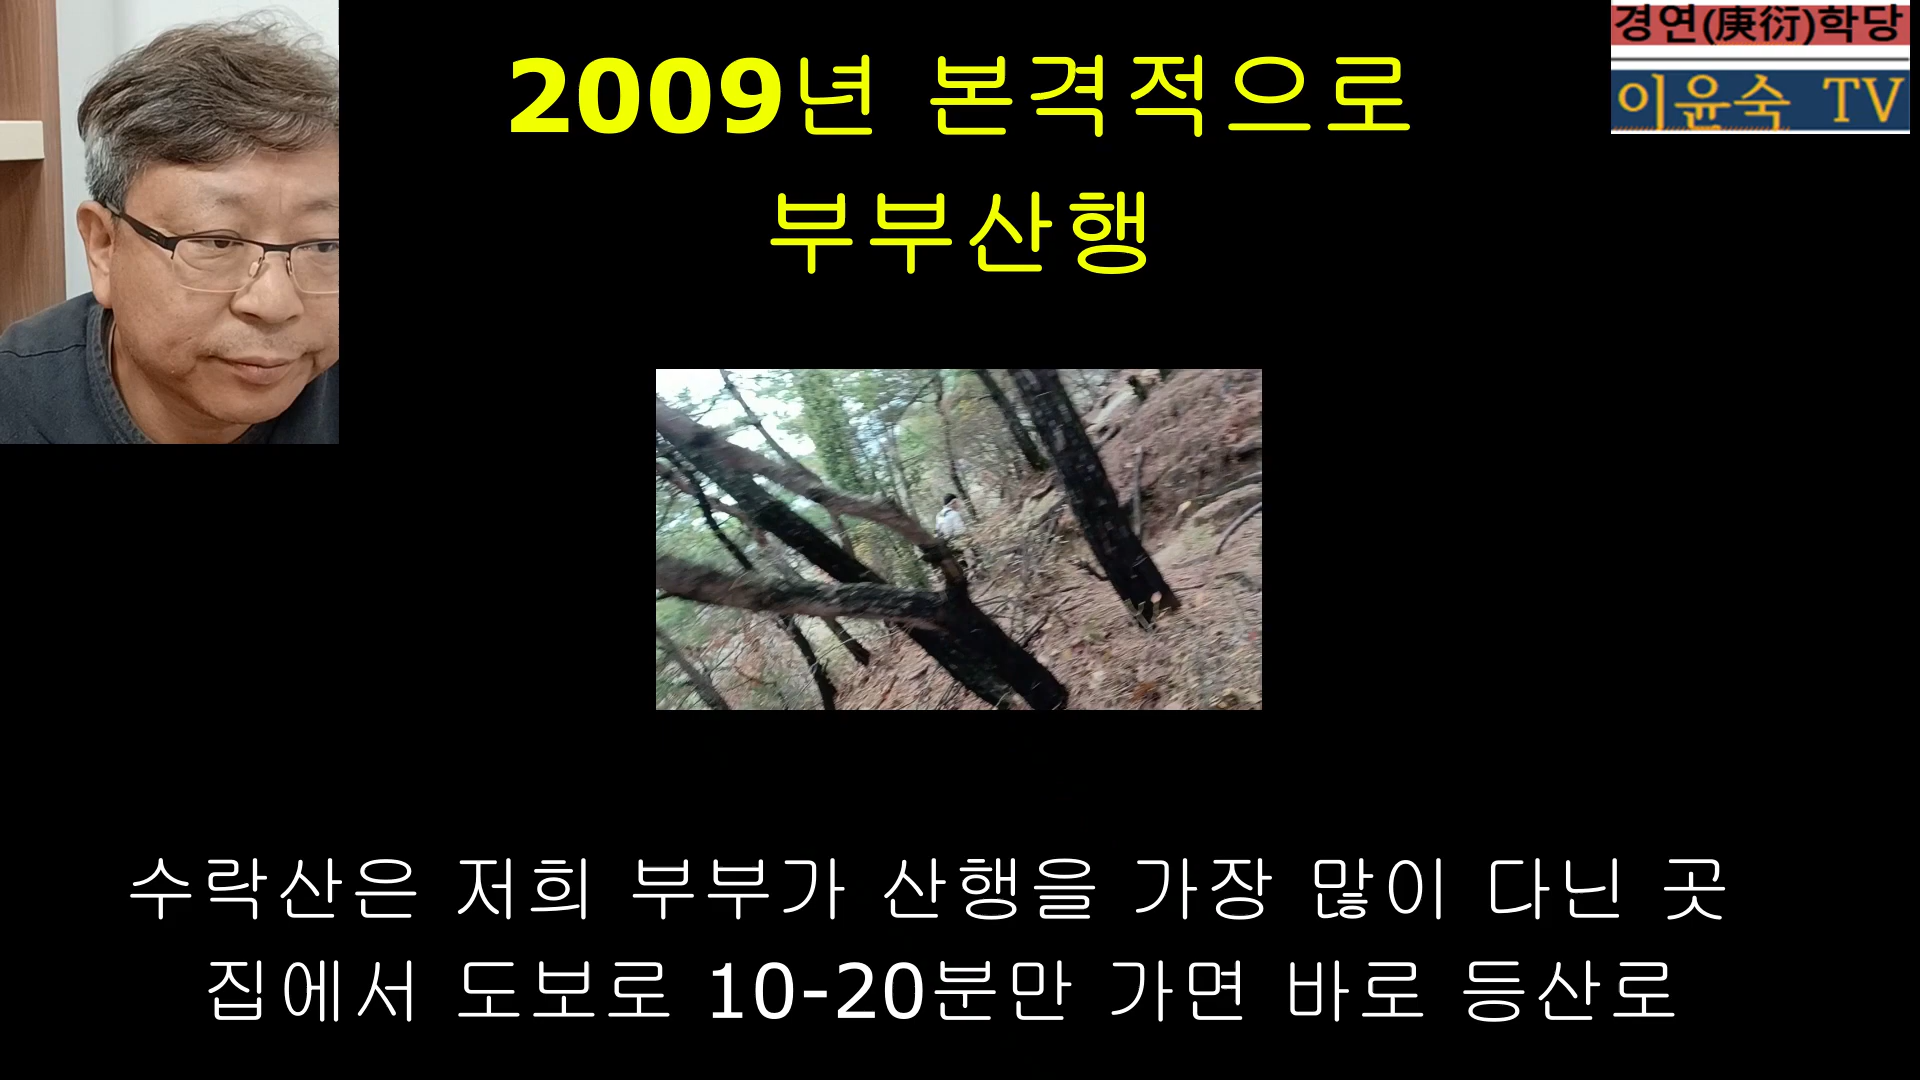 경연(庚衍)학당
이윤숙 TV
2009년 본격적으로
부부산행
수락산은 저희 부부가 산행을 가장 많이 다닌 곳
집에서 도보로 10-20분만 가면 바로 등산로